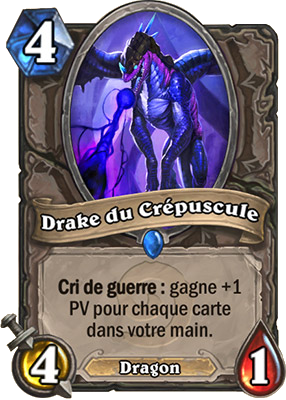 4
Drake du Crépuscule
Cri de guerre : gagne +1
PV pour chaque carte
dans votre main.
4 Dragon 1